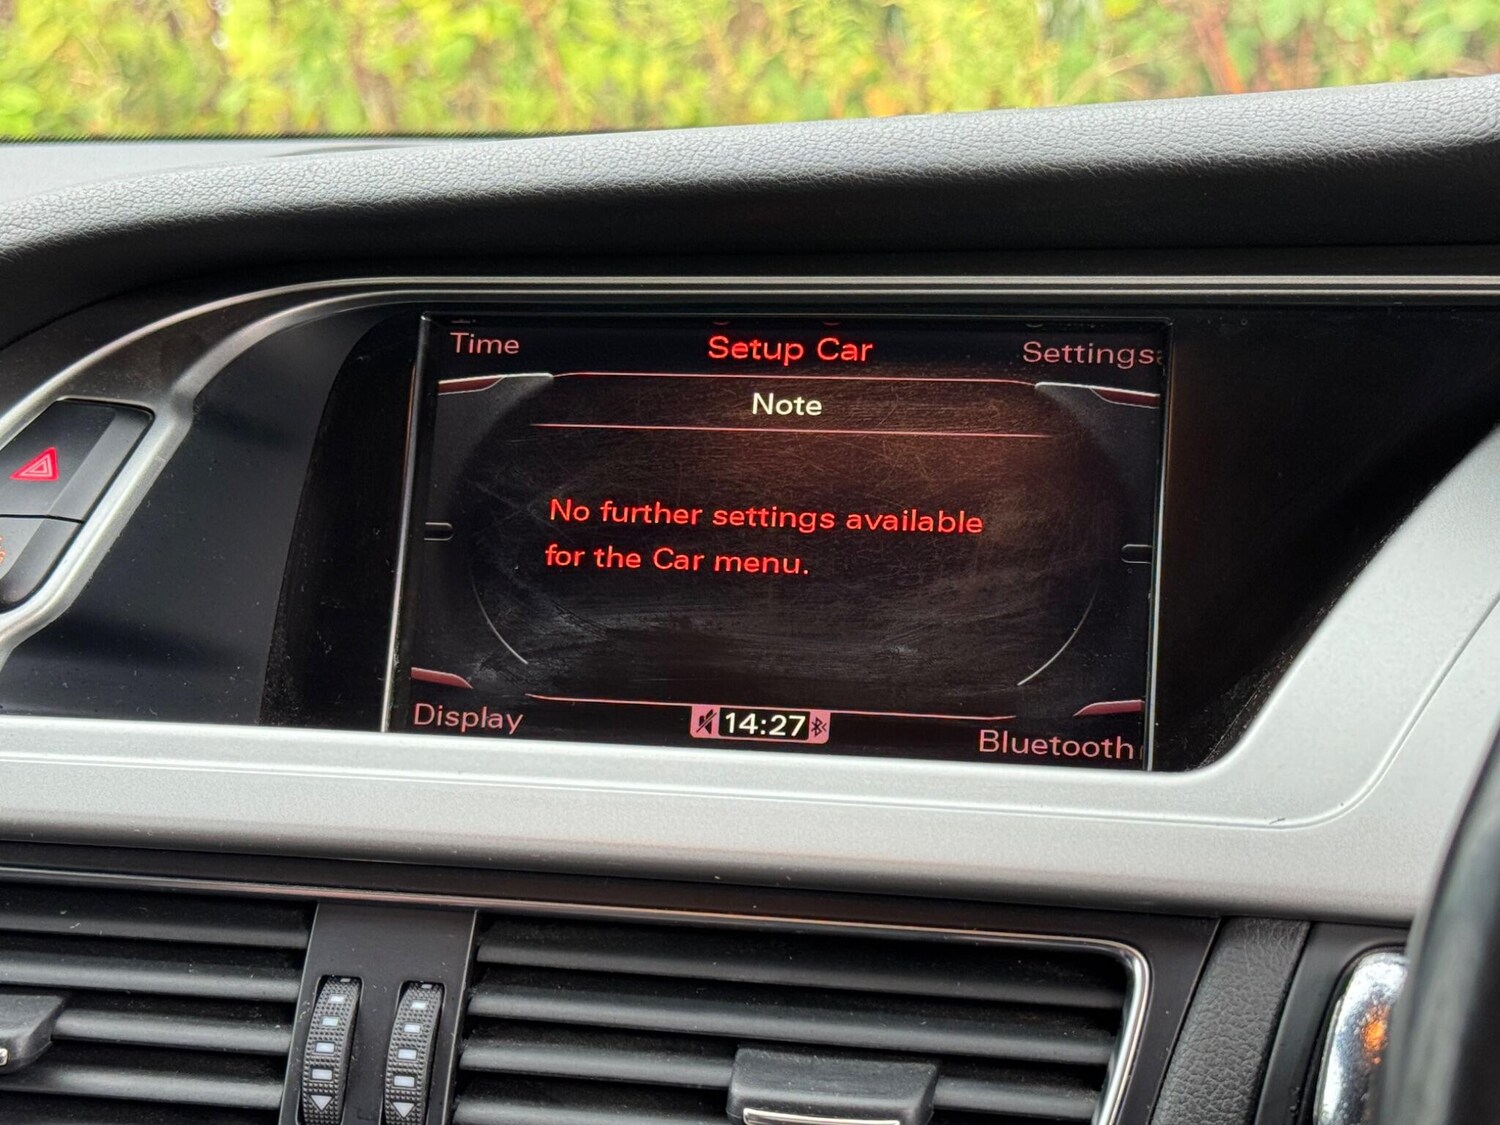 Time
Setup Car
Settings
Note
No further settings available
for the Car menu.
Display
14:27
Bluetooth